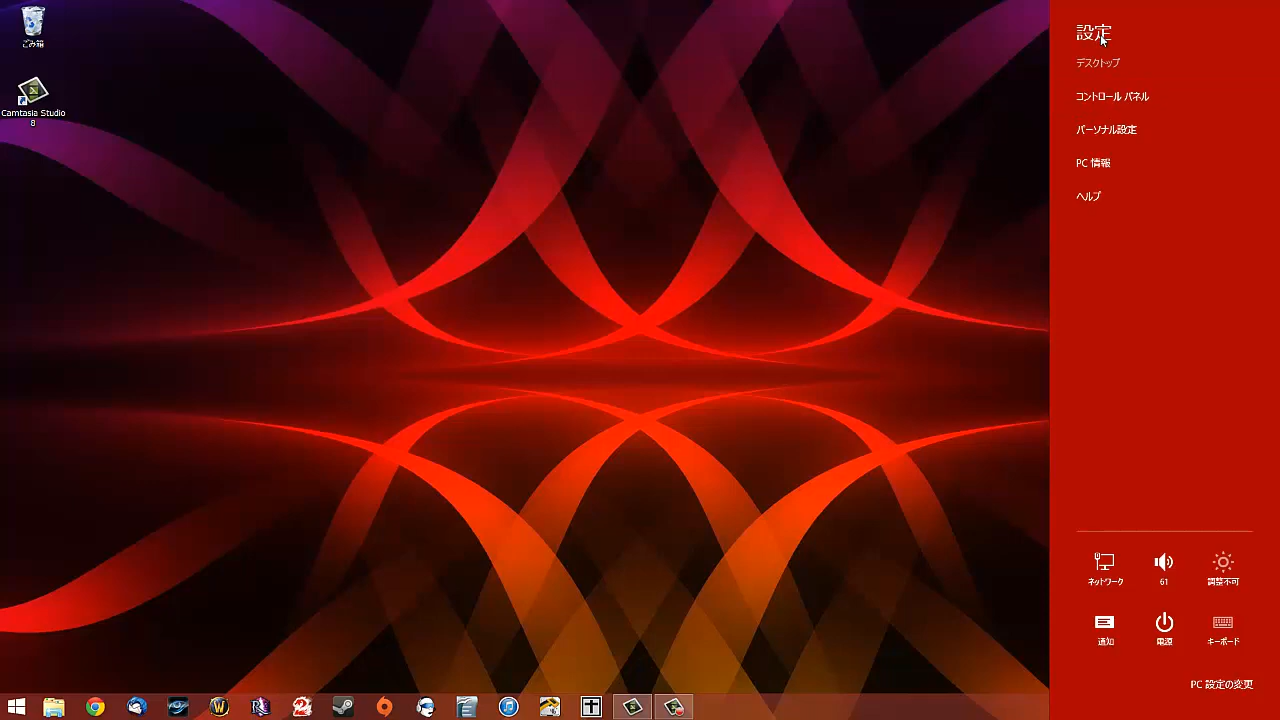 ごみ箱
Camtasia Studio
8
設定
デスクトップ
コントロール パネル
パーソナル設定
PC 情報
ヘルプ
ネットワーク
61
調整不可
通知
電源
キーボード
PC 設定の変更